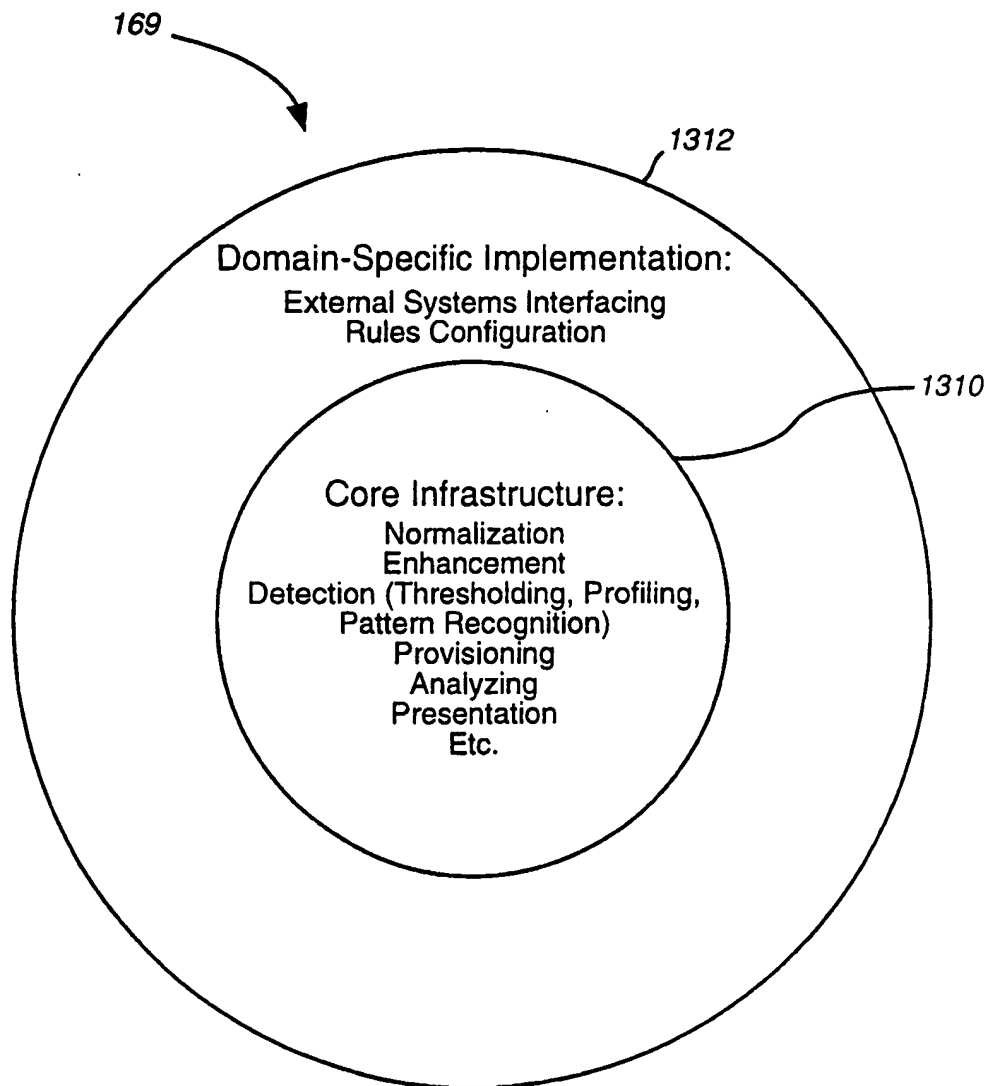 169
1312
Domain-Specific Implementation:
External Systems Interfacing
Rules Configuration
1310
Core Infrastructure:
Normalization
Enhancement
Detection (Thresholding, Profiling,
Pattern Recognition)
Provisioning
Analyzing
Presentation
Etc.